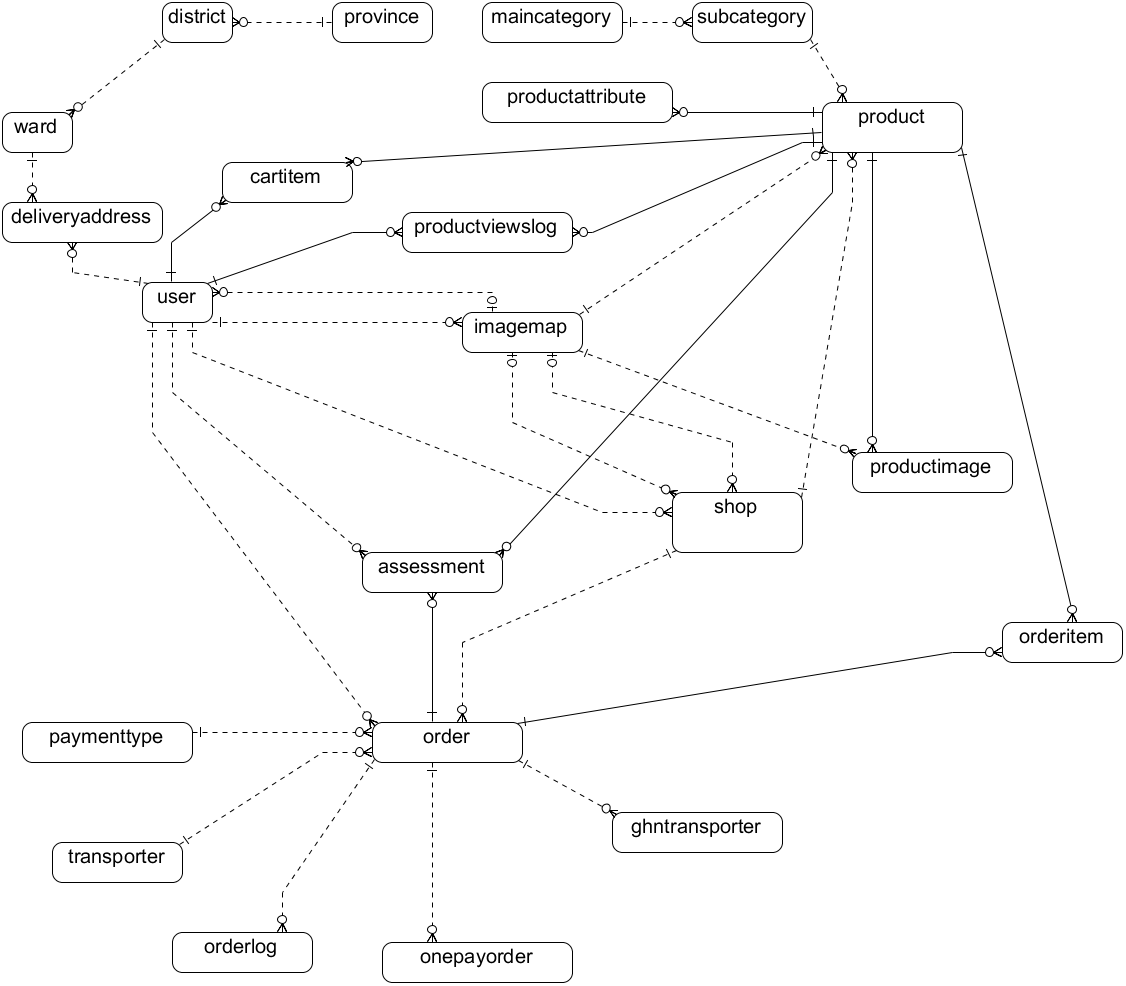 district
province
maincategory
subcategory
productattribute
product
ward
cartitem
deliveryaddress
productviewslog
user
imagemap
productimage
shop
assessment
orderitem
paymenttype
order
ghntransporter
transporter
orderlog
onepayorder